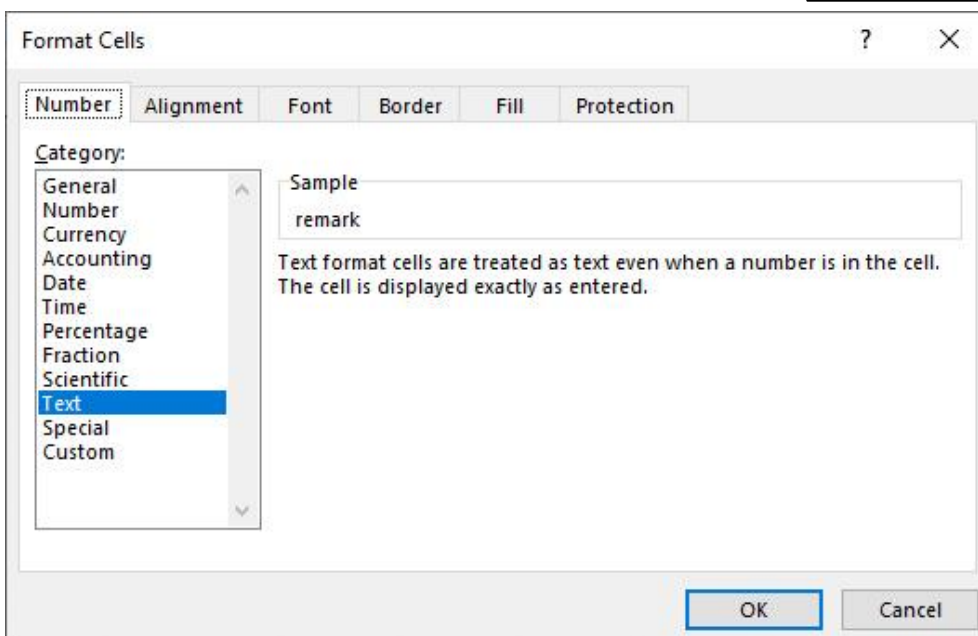 Format Cells ?
Number Alignment Font Border Fill Protection
Category:
General
Number
Currency
Accounting
Date
Time
Percentage
Fraction
Scientific
Text
Special
Custom
Sample
remark
Text format cells are treated as text even when a number is in the cell.
The cell is displayed exactly as entered.
OK Cancel